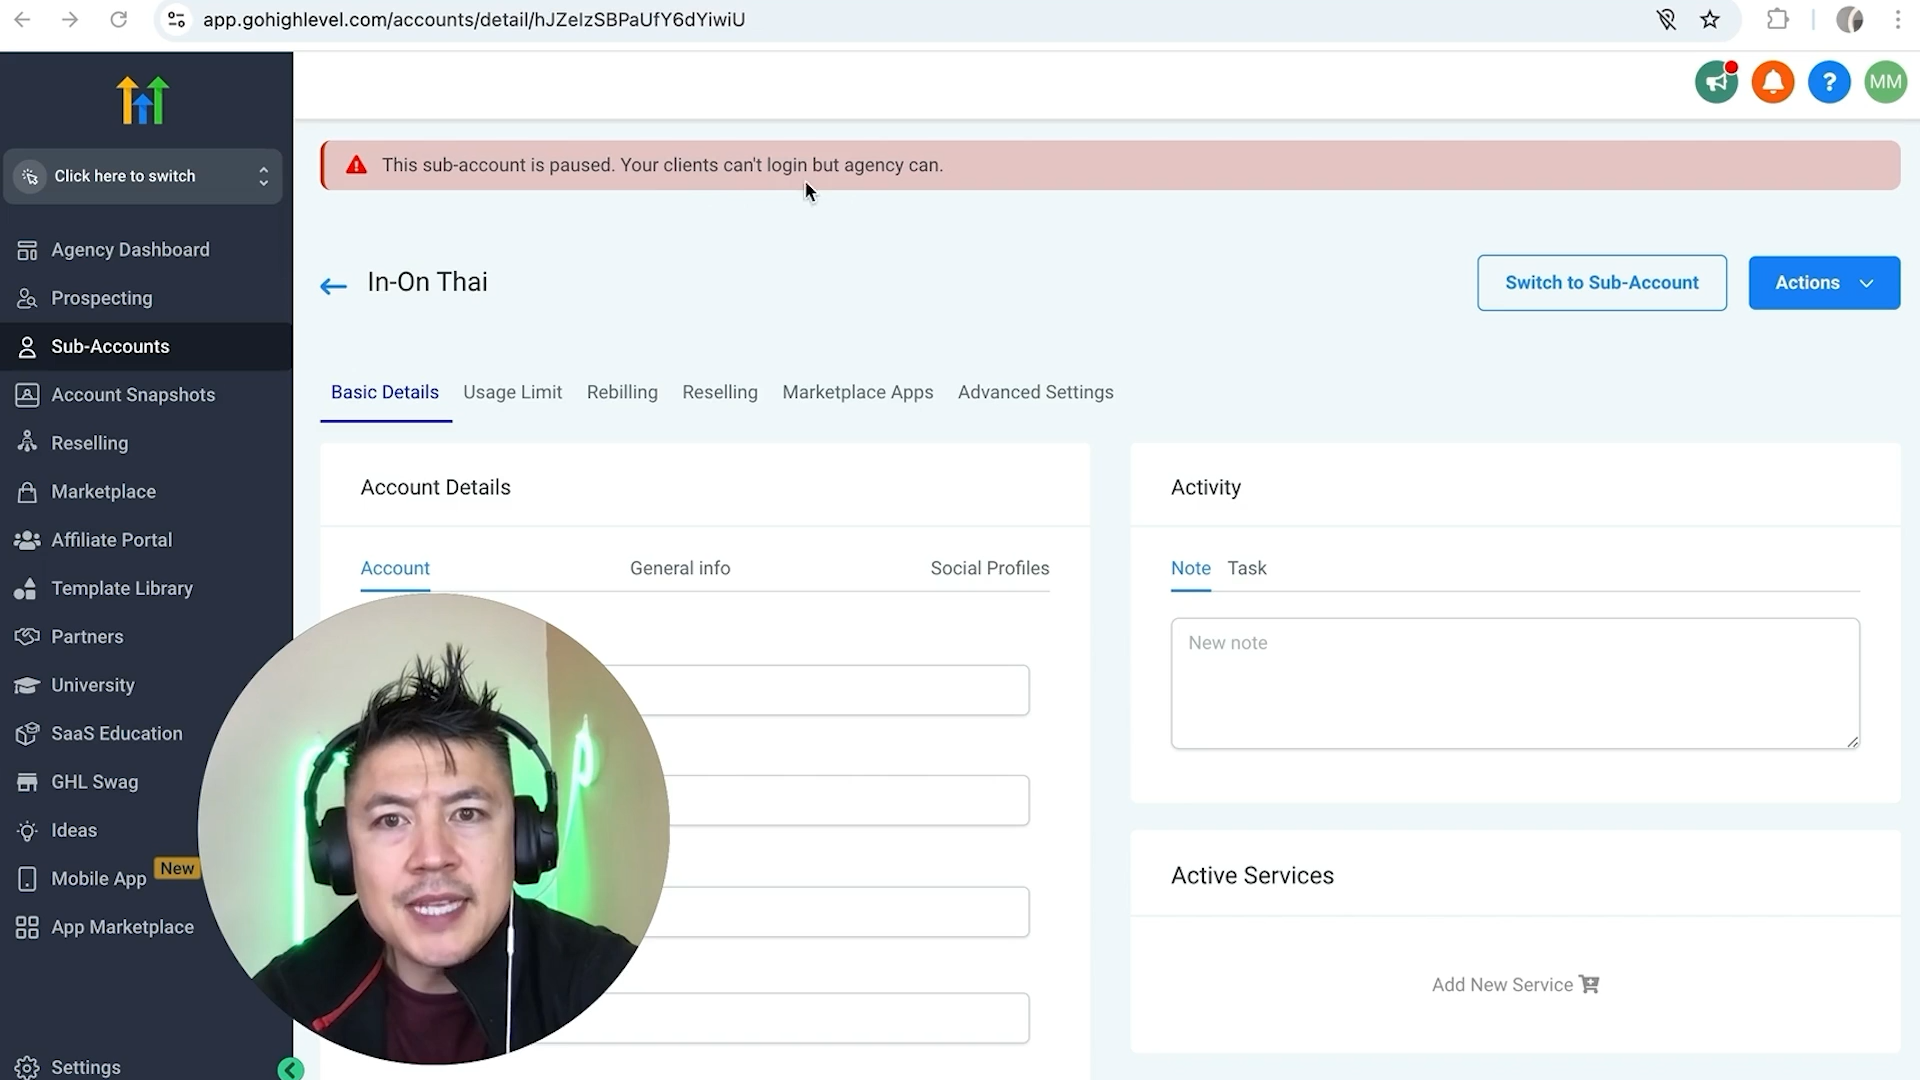 app.gohighlevel.com/accounts/detail/hJZelzSBPaUfY6dYiwiU
MM
Click here to switch
This sub-account is paused. Your clients can't login but agency can.
Agency Dashboard
Prospecting
Sub-Accounts
Account Snapshots
Reselling
Marketplace
Affiliate Portal
Template Library
Partners
University
SaaS Education
GHL Swag
Ideas
Mobile App
New
App Marketplace
Settings
In-On Thai
Switch to Sub-Account
Actions
Basic Details
Usage Limit
Rebilling
Reselling
Marketplace Apps
Advanced Settings
Account Details
Account
General info
Social Profiles
Activity
Note
Task
New note
Active Services
Add New Service